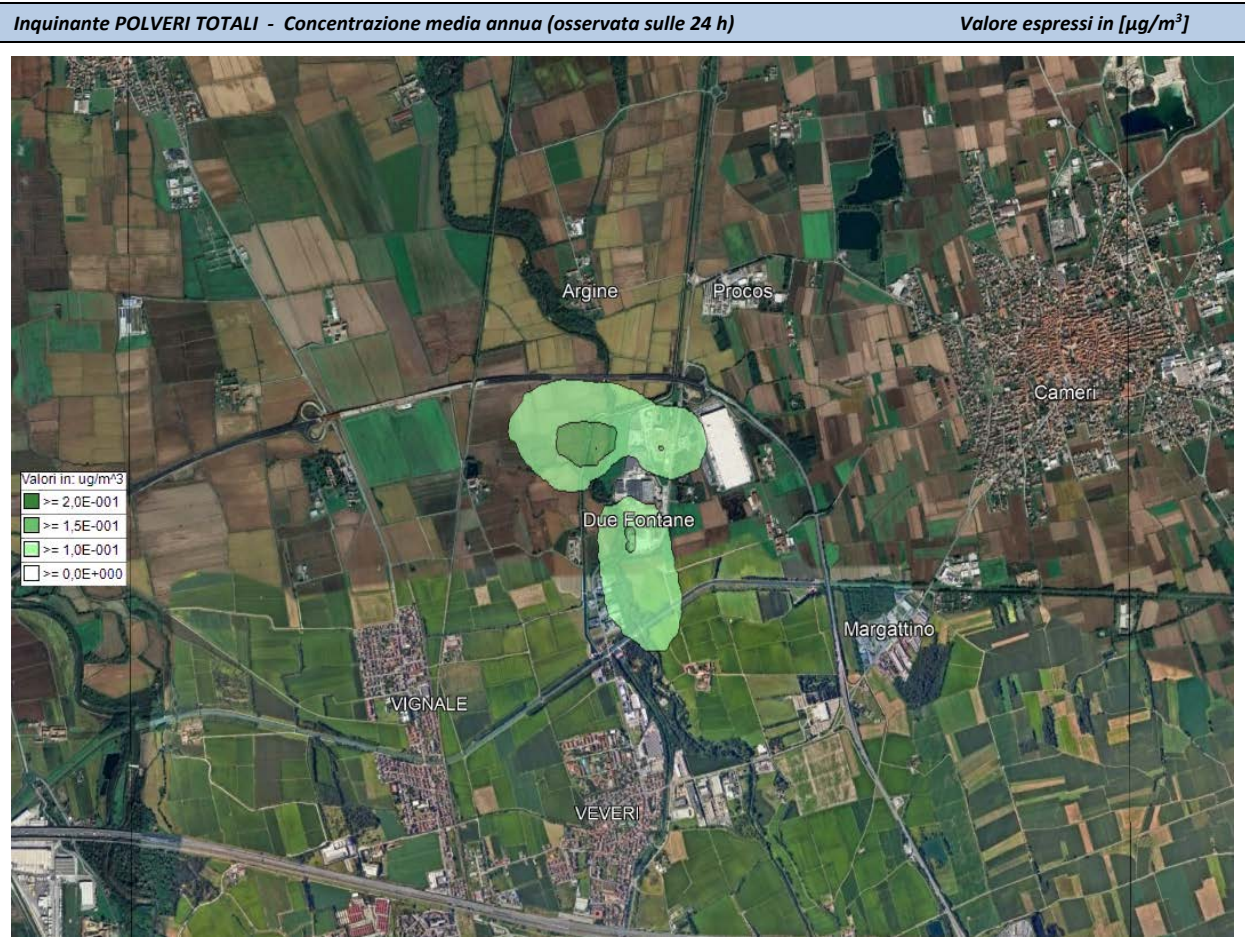 Inquinante POLVERI TOTALI - Concentrazione media annua (osservata sulle 24 h) Valore espressi in [µg/m³]
Argine
Procos
Cameri
Valori in: ug/m^3
>= 2,0E-001
>= 1,5E-001
>= 1,0E-001
>= 0,0E+000
Due Fontane
Margattino
VIGNALE
VEVERI